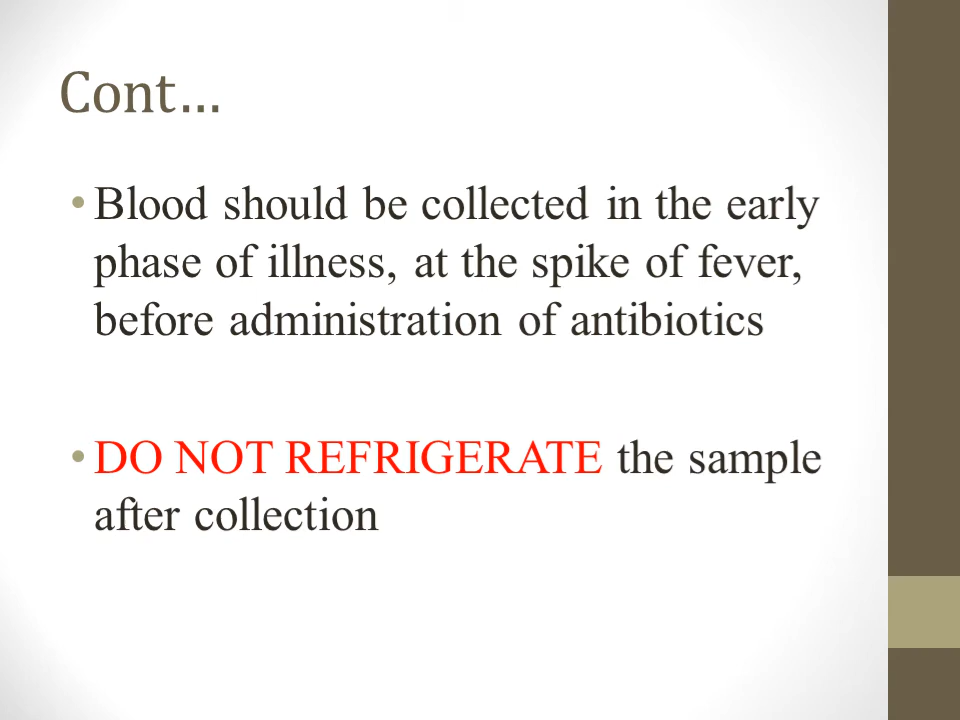 Cont…
• Blood should be collected in the early
phase of illness, at the spike of fever,
before administration of antibiotics
• DO NOT REFRIGERATE the sample
after collection